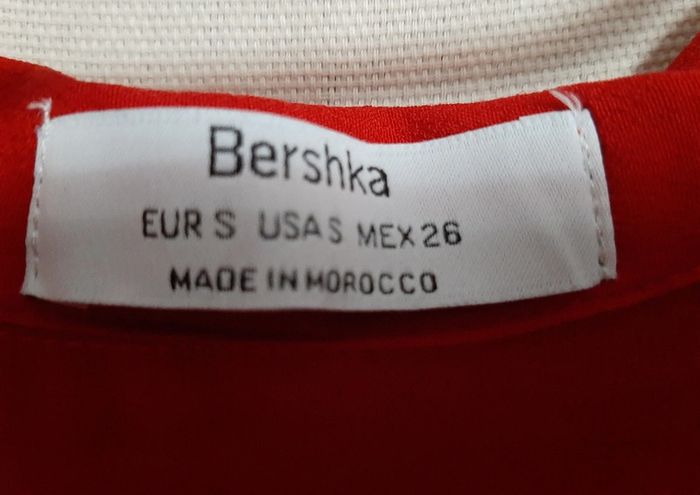 Bershka
EUR S USA S MEX 26
MADE IN MOROCCO